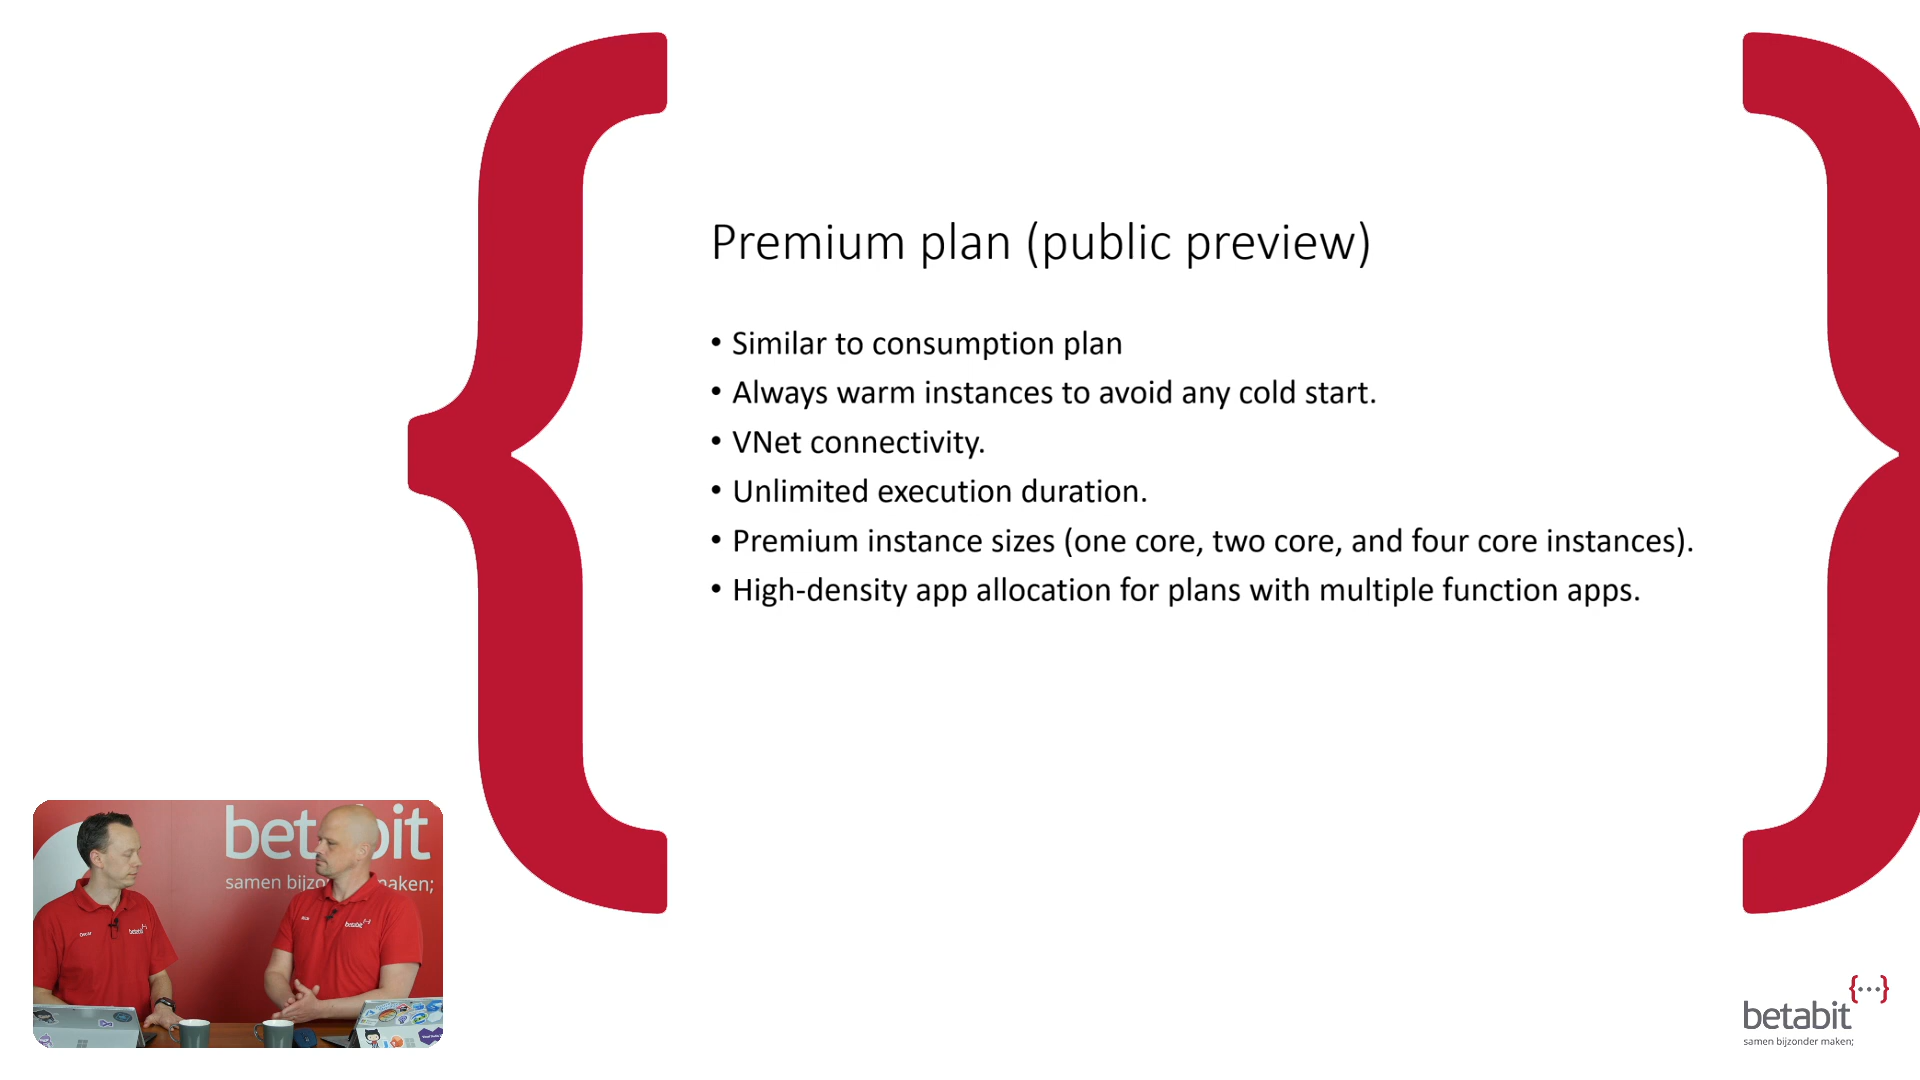 Premium plan (public preview)
• Similar to consumption plan
• Always warm instances to avoid any cold start.
• VNet connectivity.
• Unlimited execution duration.
• Premium instance sizes (one core, two core, and four core instances).
• High-density app allocation for plans with multiple function apps.
betabit
samen bijzonder maken;